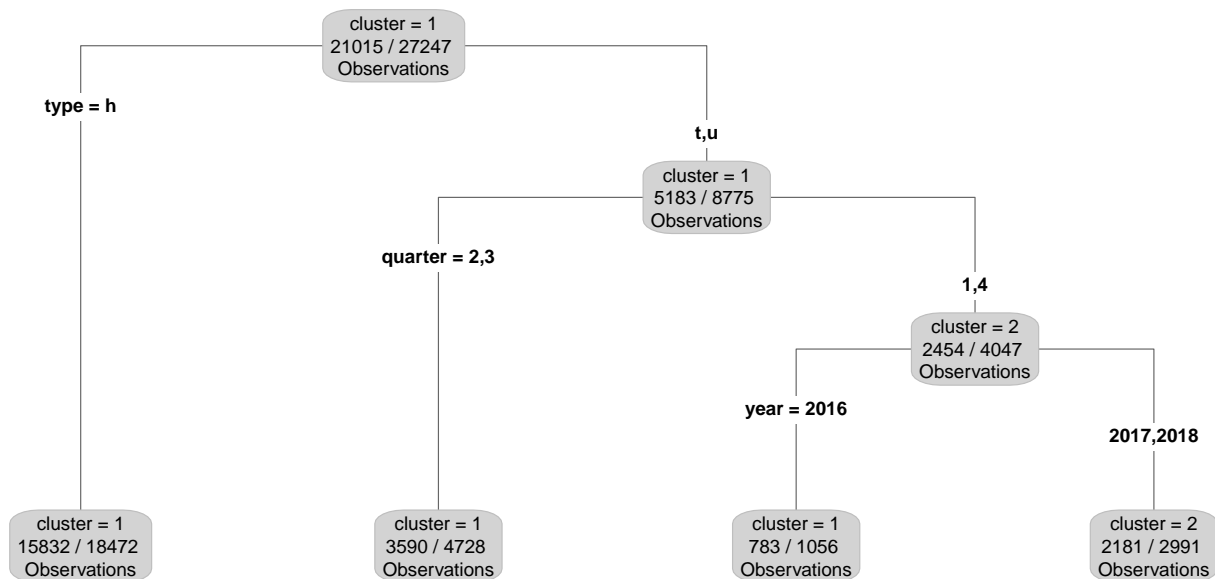 cluster = 1
21015 / 27247
Observations
type = h
t,u
cluster = 1
5183 / 8775
Observations
quarter = 2,3
1,4
cluster = 2
2454 / 4047
Observations
year = 2016
2017,2018
cluster = 1
15832 / 18472
Observations
cluster = 1
3590 / 4728
Observations
cluster = 1
783 / 1056
Observations
cluster = 2
2181 / 2991
Observations